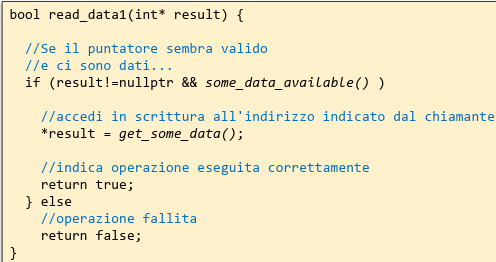 bool read_data1(int* result) {
//Se il puntatore sembra valido
//e ci sono dati...
if (result!=nullptr && some_data_available() )
//accedi in scrittura all'indirizzo indicato dal chiamante
*result = get_some_data();
//indica operazione eseguita correttamente
return true;
} else
//operazione fallita
return false;
}